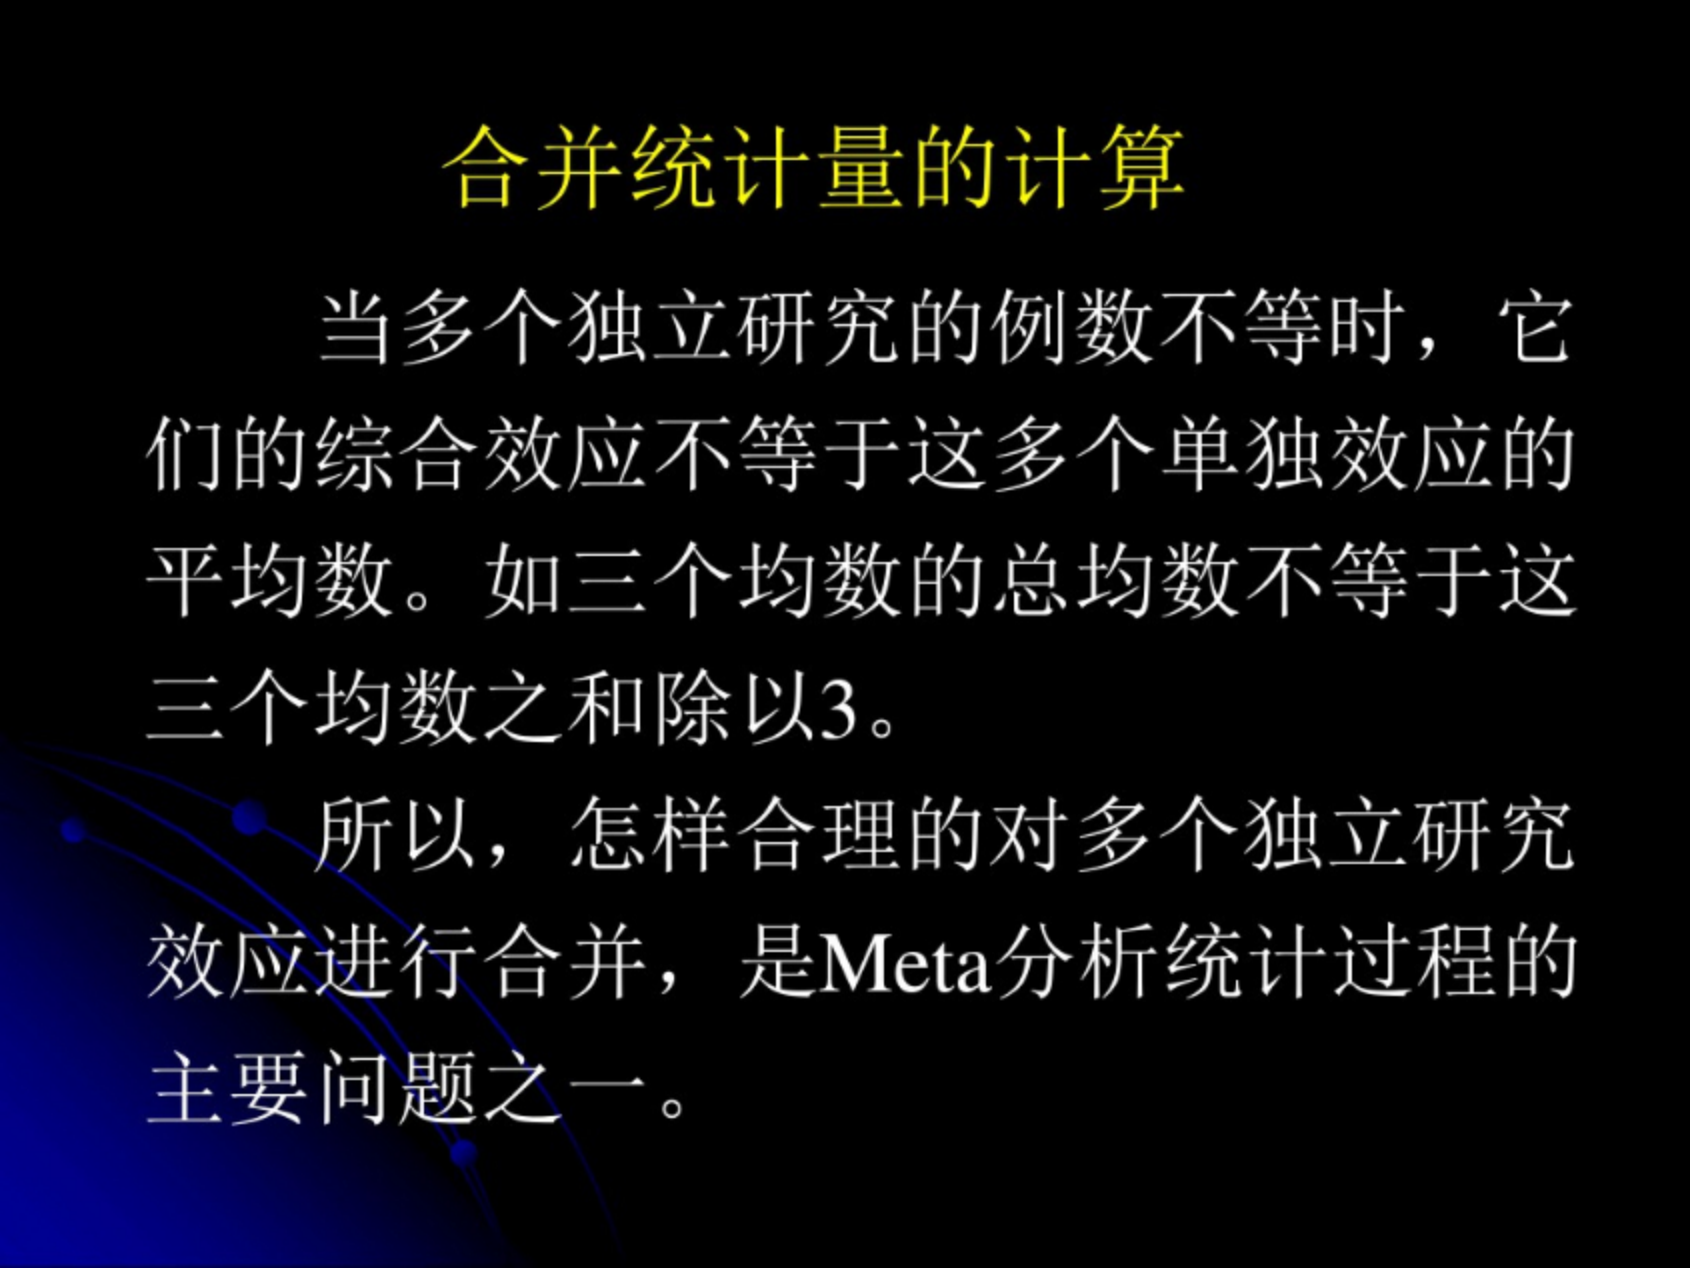 合并统计量的计算
当多个独立研究的例数不等时，它
们的综合效应不等于这多个单独效应的
平均数。如三个均数的总均数不等于这
三个均数之和除以3。
所以，怎样合理的对多个独立研究
效应进行合并，是Meta分析统计过程的
主要问题之一。